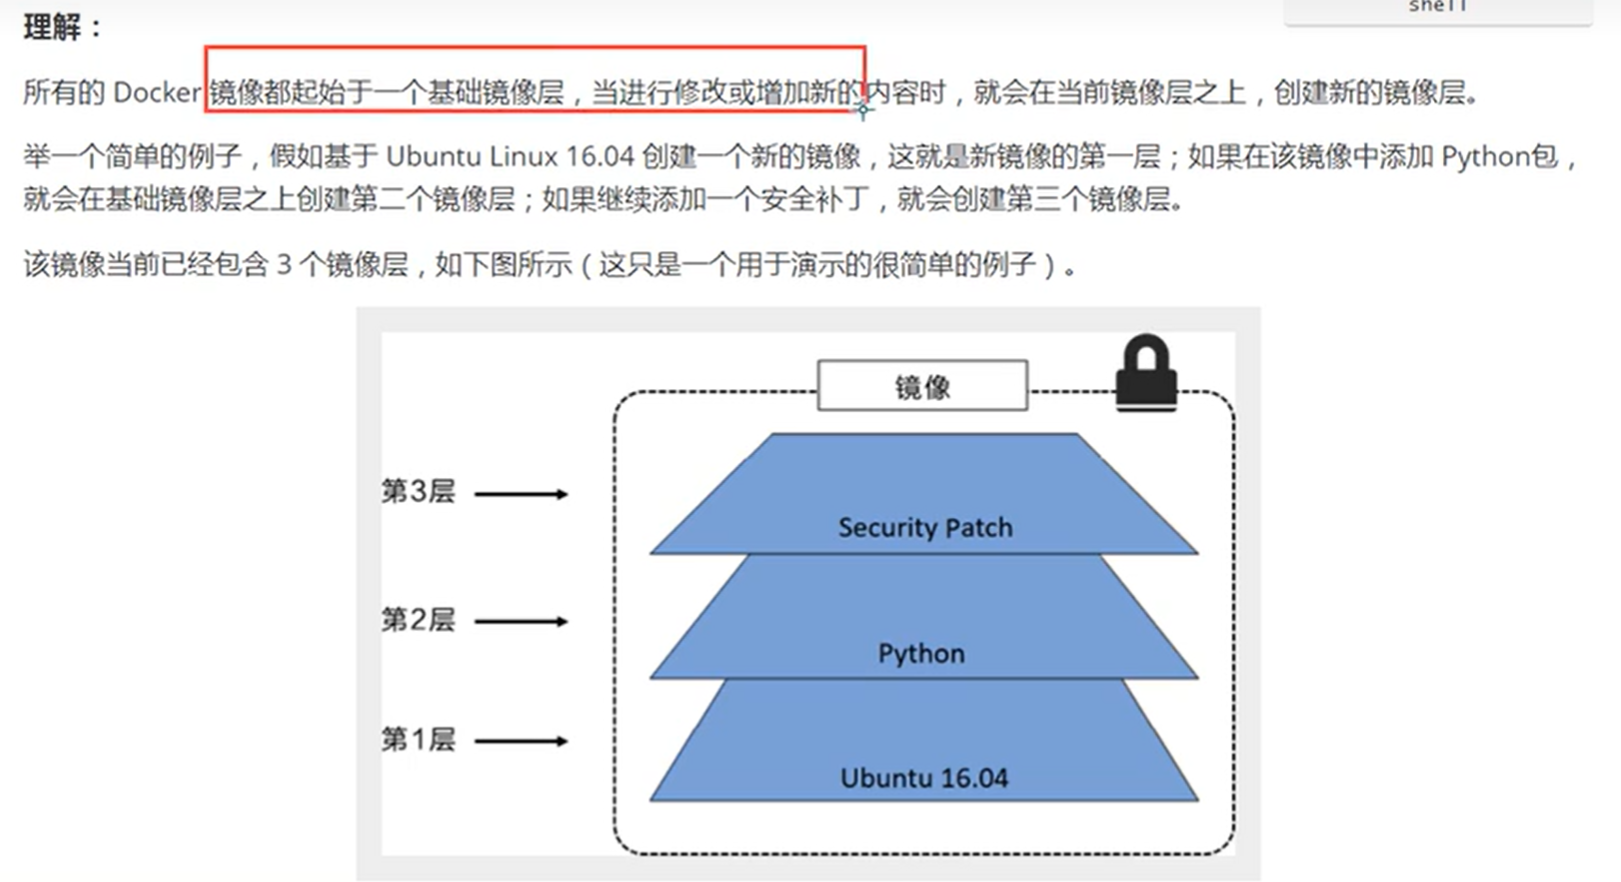 shell
理解：
所有的 Docker 镜像都起始于一个基础镜像层，当进行修改或增加新的内容时，就会在当前镜像层之上，创建新的镜像层。
举一个简单的例子，假如基于 Ubuntu Linux 16.04 创建一个新的镜像，这就是新镜像的第一层；如果在该镜像中添加 Python包，
就会在基础镜像层之上创建第二个镜像层；如果继续添加一个安全补丁，就会创建第三个镜像层。
该镜像当前已经包含 3 个镜像层，如下图所示（这只是一个用于演示的很简单的例子）。
镜像
第3层
Security Patch
第2层
Python
第1层
Ubuntu 16.04